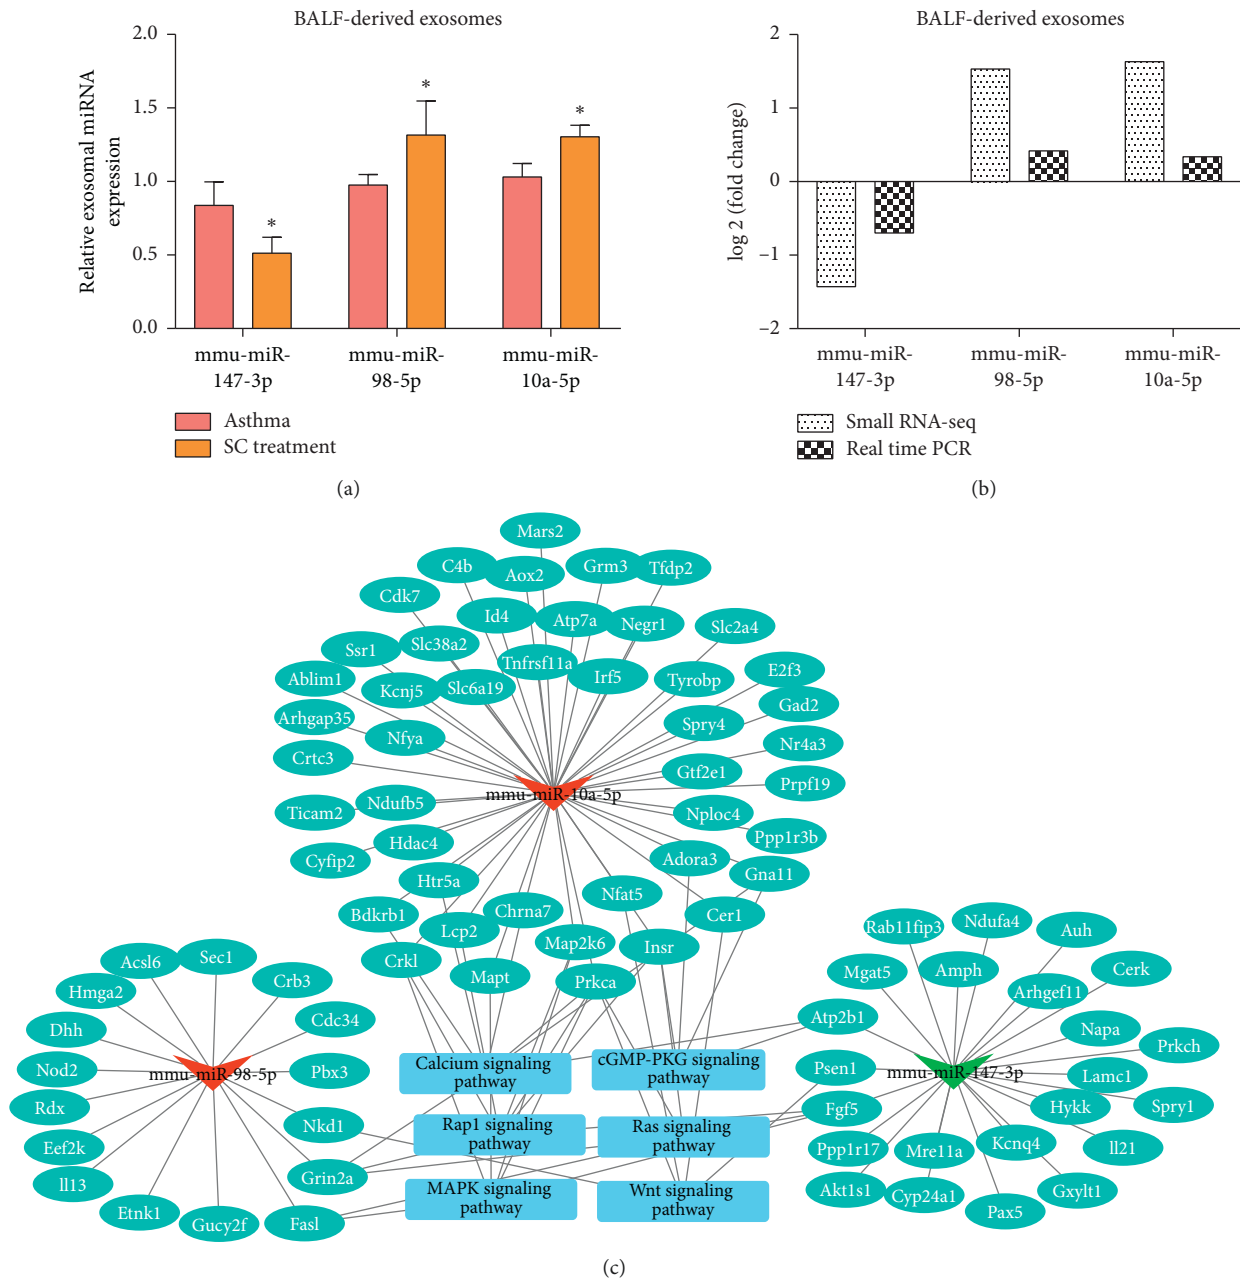 BALF-derived exosomes
Relative exosomal miRNA
expression
2.0
1.5
1.0
0.5
0.0
*
*
*
mmu-miR-
147-3p
mmu-miR-
98-5p
mmu-miR-
10a-5p
Asthma
SC treatment
(a)
BALF-derived exosomes
log 2 (fold change)
2
1
0
−1
−2
mmu-miR-
147-3p
mmu-miR-
98-5p
mmu-miR-
10a-5p
Small RNA-seq
Real time PCR
(b)
Mars2
C4b
Aox2
Grm3
Tfdp2
Cdk7
Id4
Atp7a
Negr1
Slc2a4
Ssr1
Slc38a2
Tnfrsf11a
Irf5
Tyrobp
E2f3
Ablim1
Kcnj5
Slc6a19
Gad2
Arhgap35
Nfya
Spry4
Nr4a3
Crtc3
Gtf2e1
Prpf19
mmu-miR-10a-5p
Ticam2
Ndufb5
Nploc4
Ppp1r3b
Cyfip2
Hdac4
Adora3
Gna11
Htr5a
Nfat5
Bdkrb1
Lcp2
Chrna7
Cer1
Crkl
Mapt
Map2k6
Insr
Prkca
Acsl6
Sec1
Crb3
Hmga2
Cdc34
Dhh
Nod2
mmu-miR-98-5p
Pbx3
Rdx
Nkd1
Eef2k
Grin2a
Il13
Etnk1
Gucy2f
Fasl
Calcium signaling
pathway
cGMP-PKG signaling
pathway
Rap1 signaling
pathway
Ras signaling
pathway
MAPK signaling
pathway
Wnt signaling
pathway
Rab11fip3
Ndufa4
Auh
Mgat5
Amph
Arhgef11
Cerk
Atp2b1
Napa
Prkch
Psen1
mmu-miR-147-3p
Lamc1
Fgf5
Hykk
Spry1
Ppp1r17
Mre11a
Kcnq4
Il21
Akt1s1
Cyp24a1
Pax5
Gxylt1
(c)